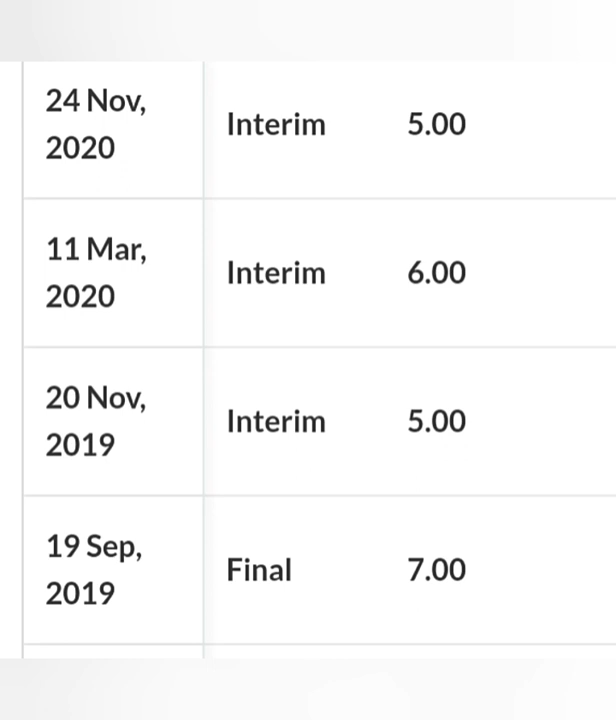 24 Nov,
2020
Interim
5.00
11 Mar,
2020
Interim
6.00
20 Nov,
2019
Interim
5.00
19 Sep,
2019
Final
7.00